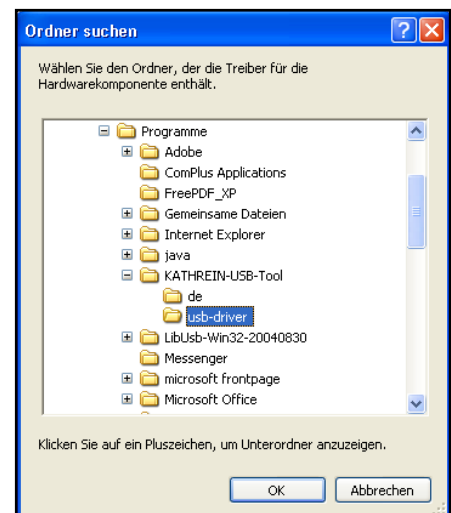 Ordner suchen
Wählen Sie den Ordner, der die Treiber für die
Hardwarekomponente enthält.
Programme
Adobe
ComPlus Applications
FreePDF_XP
Gemeinsame Dateien
Internet Explorer
java
KATHREIN-USB-Tool
de
usb-driver
LibUsb-Win32-20040830
Messenger
microsoft frontpage
Microsoft Office
Klicken Sie auf ein Pluszeichen, um Unterordner anzuzeigen.
OK Abbrechen